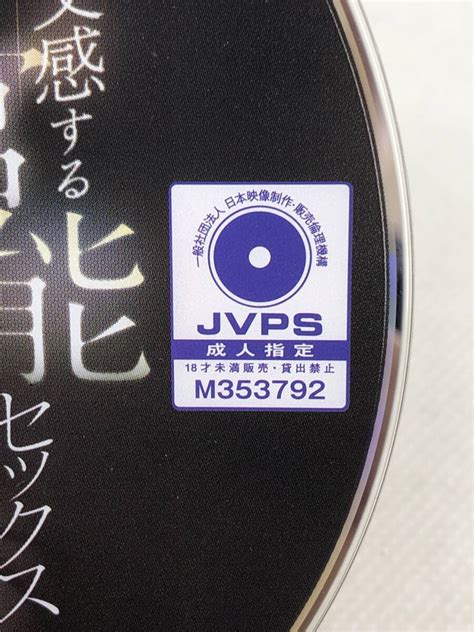 感する
能
セックス
一般社団法人 日本映像制作・販売倫理機構
JVPS
成人指定
18才未満販売・貸出禁止
M353792